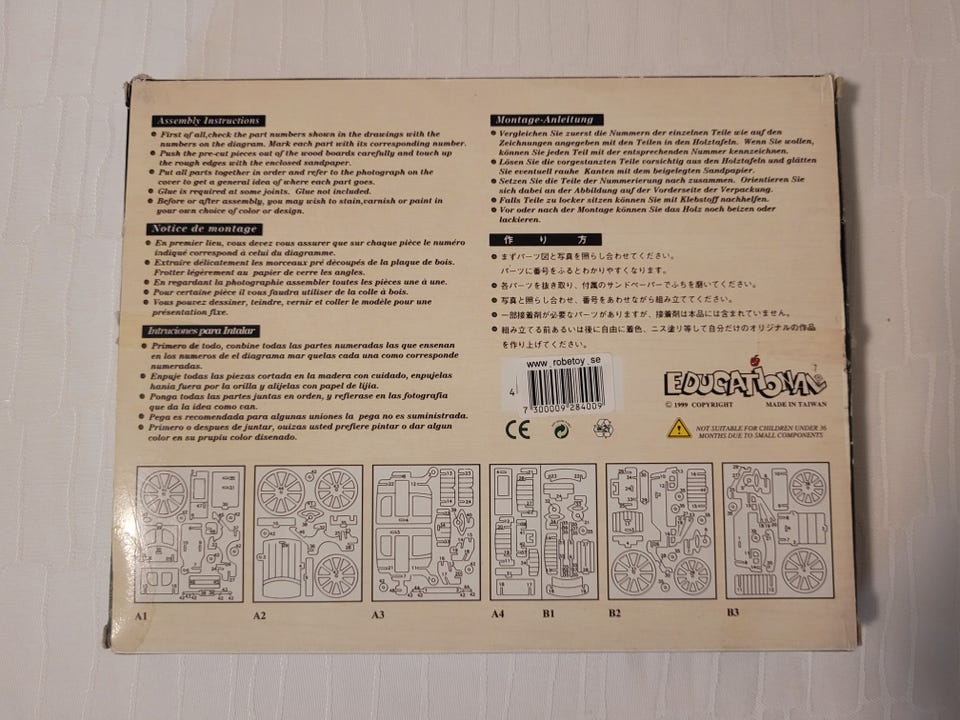 Assembly Instructions
First of all,check the part numbers shown in the drawings with the
numbers on the diagram. Mark each part with its corresponding number.
Push the pre-cut pieces out of the wood boards carefully and touch up
the rough edges with the enclosed sandpaper.
Put all parts together in order and refer to the photograph on the
cover to get a general idea of where each part goes.
Glue is required at some joints. Glue not included.
Before or after assembly, you may wish to stain,varnish or paint in
your own choice of color or design.
Notice de montage
En premier lieu, vous devez vous assurer que sur chaque pièce le numéro
indiqué correspond à celui du diagramme.
Extraire délicatement les morceaux pré découpés de la plaque de bois.
Frotter légèrement au papier de verre les angles.
En regardant la photographie assembler toutes les pièces une à une.
Pour certaine pièce il vous faudra utiliser de la colle à bois.
Vous pouvez dessiner, teindre, vernir et coller le modèle pour une
présentation fixe.
Intruciones para Intalar
Primero de todo, conbine todas las partes numeradas las que ensenan
en los numeros de el diagrama mar quelas cada una como corresponde
numeradas.
Enpuje todas las piezas cortada en la madera con cuidado, enpujelas
hania fuera por la orilla y alijelas con papel de lijia.
Ponga todas las partes juntas en orden, y refierase en las fotografia
que da la idea como can.
Pega es recomendada para algunas uniones la pega no es suministrada.
Primero o despues de juntar, ouizas usted prefiere pintar o dar algun
color en su prupiu color disenado.
Montage-Anleitung
Vergleichen Sie zuerst die Nummern der einzelnen Teile wie auf den
Zeichnungen angegeben mit den Teilen in den Holztafeln. Wenn Sie wollen,
können Sie jeden Teil mit der entsprechenden Nummer kennzeichnen.
Lösen Sie die vorgestanzten Teile vorsichtig aus den Holztafeln und glätten
Sie eventuell rauhe Kanten mit dem beigelegten Sandpapier.
Setzen Sie die Teile der Nummerierung nach zusammen. Orientieren Sie
sich dabei an der Abbildung auf der Vorderseite der Verpackung.
Falls Teile zu locker sitzen können Sie mit Klebstoff nachhelfen.
Vor oder nach der Montage können Sie das Holz noch beizen oder
lackieren.
作り方
まずパーツ図と写真を照らし合わせてください。
パーツに番号をふるとわかりやすくなります。
各パーツを抜き取り、付属のサンドペーパーでふちを磨いてください。
写真と照らし合わせ、番号をあわせながら組み立ててください。
一部接着剤が必要なパーツがありますが、接着剤は本品には含まれていません。
組み立てる前あるいは後に自由に着色、ニス塗り等して自分だけのオリジナルの作品
を作り上げてください。
www.robetoy.se
4
7 300009 284009
CE
EDUCATIONAL
© 1999 COPYRIGHT MADE IN TAIWAN
NOT SUITABLE FOR CHILDREN UNDER 36
MONTHS DUE TO SMALL COMPONENTS
A1 A2 A3 A4 B1 B2 B3